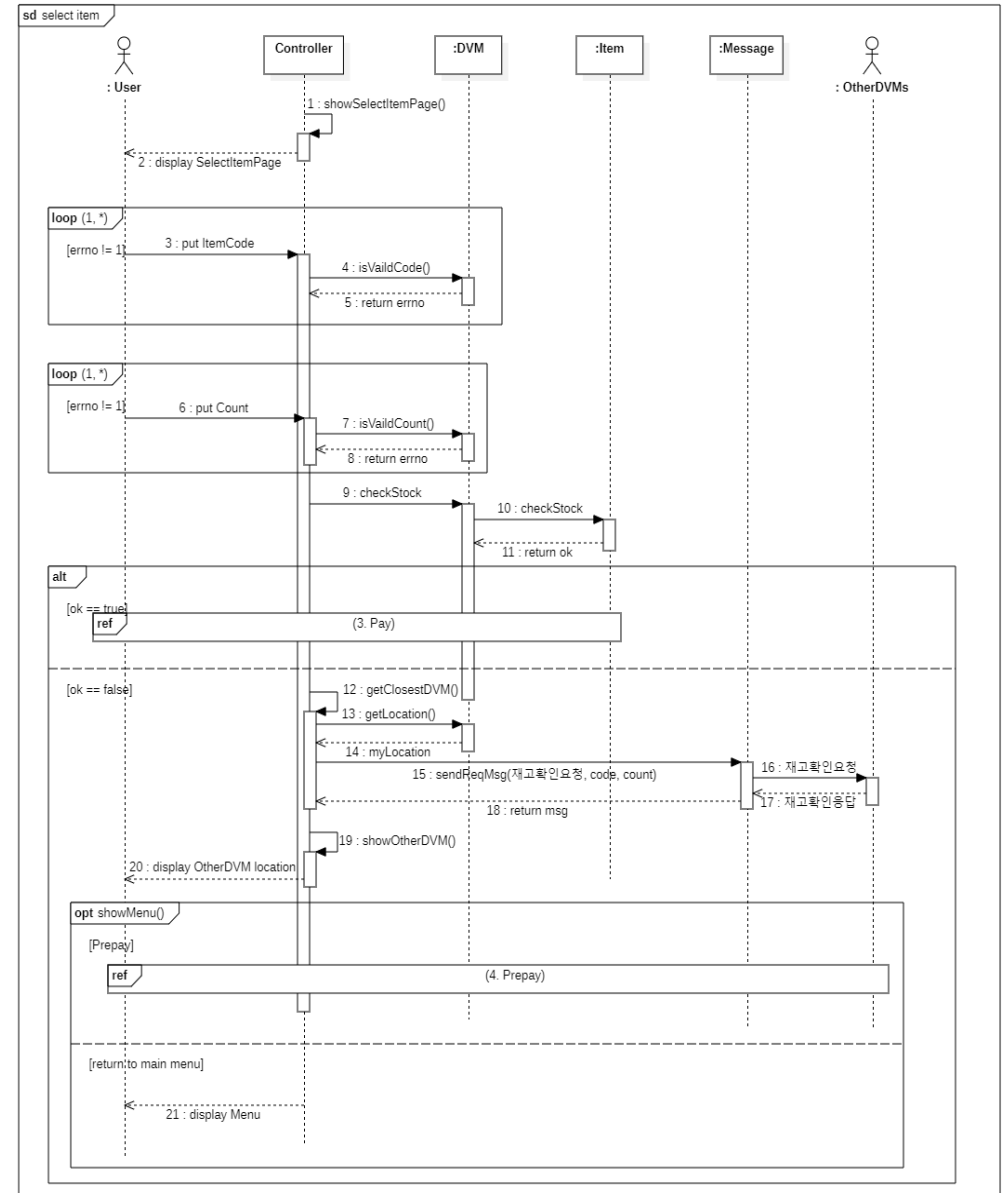 sd select item
Controller
:DVM
:Item
:Message
: User
: OtherDVMs
1 : showSelectItemPage()
2 : display SelectItemPage
loop (1, *)
[errno != 1]
3 : put ItemCode
4 : isVaildCode()
5 : return errno
loop (1, *)
[errno != 1]
6 : put Count
7 : isVaildCount()
8 : return errno
9 : checkStock
10 : checkStock
11 : return ok
alt
[ok == true]
ref
(3. Pay)
[ok == false]
12 : getClosestDVM()
13 : getLocation()
14 : myLocation
15 : sendReqMsg(재고확인요청, code, count)
16 : 재고확인요청
17 : 재고확인응답
18 : return msg
19 : showOtherDVM()
20 : display OtherDVM location
opt showMenu()
[Prepay]
ref
(4. Prepay)
[return to main menu]
21 : display Menu